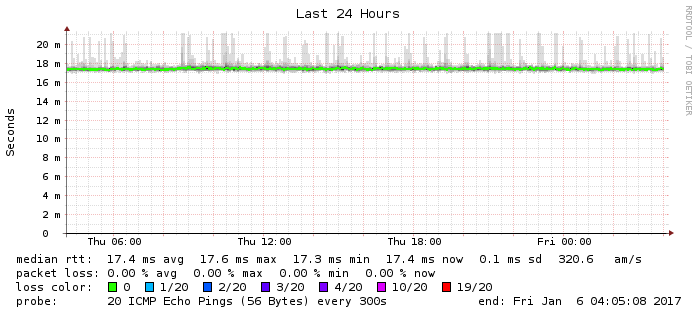 Last 24 Hours
RRDTOOL / TOBI OETIKER
Seconds
20 m
18 m
16 m
14 m
12 m
10 m
8 m
6 m
4 m
2 m
0
Thu 06:00 Thu 12:00 Thu 18:00 Fri 00:00
median rtt: 17.4 ms avg 17.6 ms max 17.3 ms min 17.4 ms now 0.1 ms sd 320.6 am/s
packet loss: 0.00 % avg 0.00 % max 0.00 % min 0.00 % now
loss color: 0 1/20 2/20 3/20 4/20 10/20 19/20
probe: 20 ICMP Echo Pings (56 Bytes) every 300s end: Fri Jan 6 04:05:08 2017